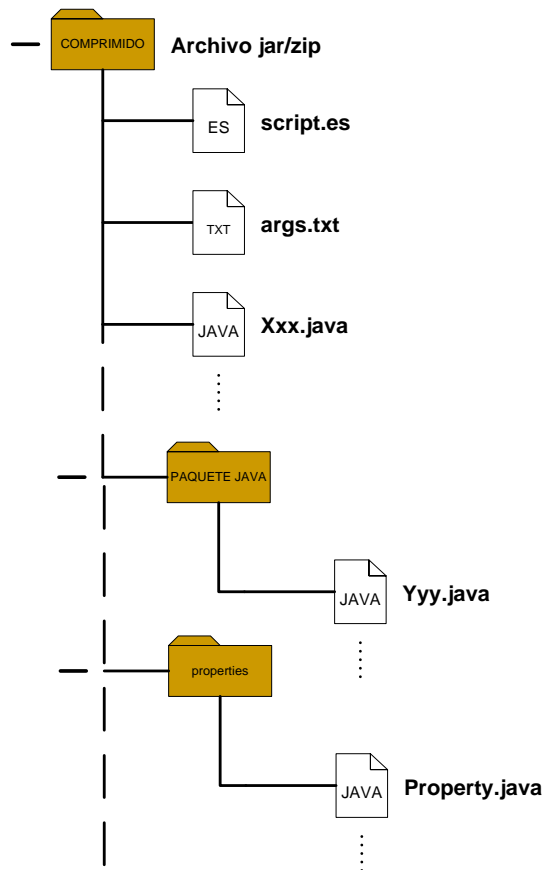 COMPRIMIDO Archivo jar/zip
ES script.es
TXT args.txt
JAVA Xxx.java
PAQUETE JAVA
JAVA Yyy.java
properties
JAVA Property.java